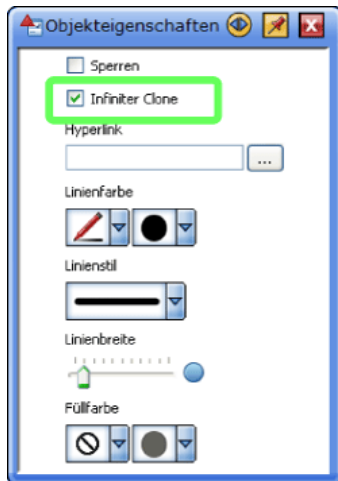 Objekteigenschaften
Sperren
Infiniter Clone
Hyperlink
...
Linienfarbe
Linienstil
Linienbreite
Füllfarbe